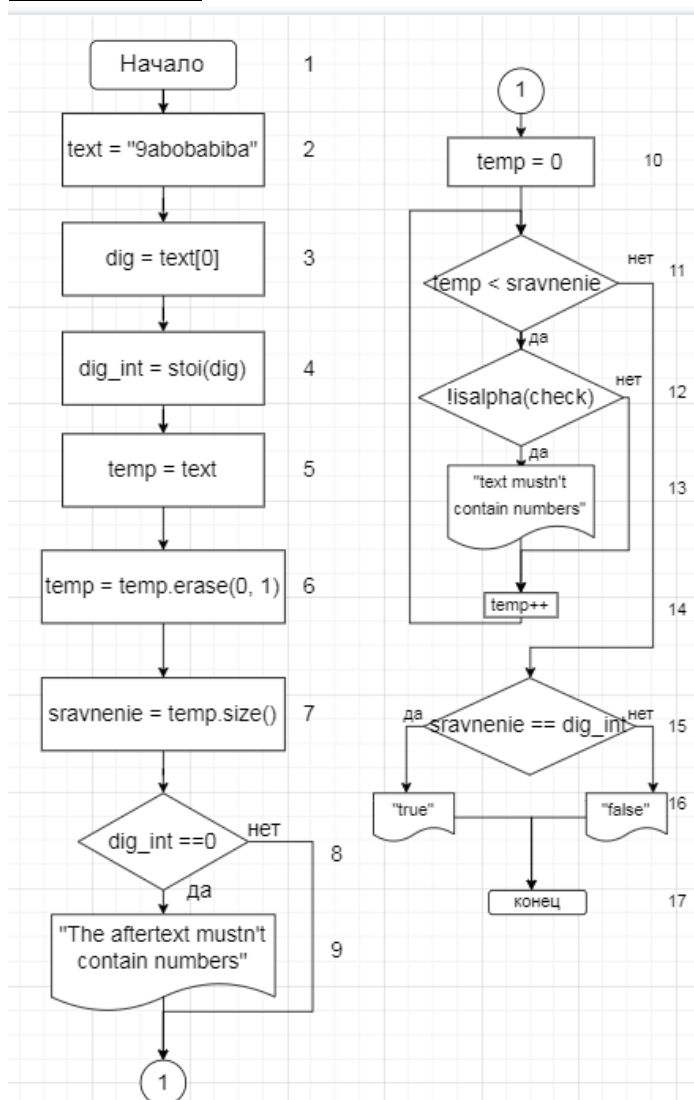 Начало
1
text = "9abobabiba"
2
dig = text[0]
3
dig_int = stoi(dig)
4
temp = text
5
temp = temp.erase(0, 1)
6
sravnenie = temp.size()
7
dig_int ==0
нет
8
да
"The aftertext mustn't
contain numbers"
9
1
1
temp = 0
10
temp < sravnenie
нет
11
да
!isalpha(check)
нет
12
да
"text mustn't
contain numbers"
13
temp++
14
да
sravnenie == dig_int
нет
15
"true"
"false"
16
конец
17